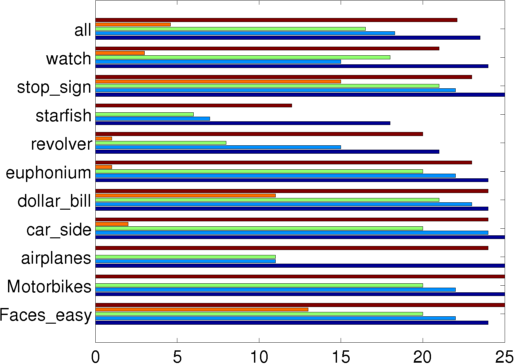 all
watch
stop_sign
starfish
revolver
euphonium
dollar_bill
car_side
airplanes
Motorbikes
Faces_easy
0 5 10 15 20 25